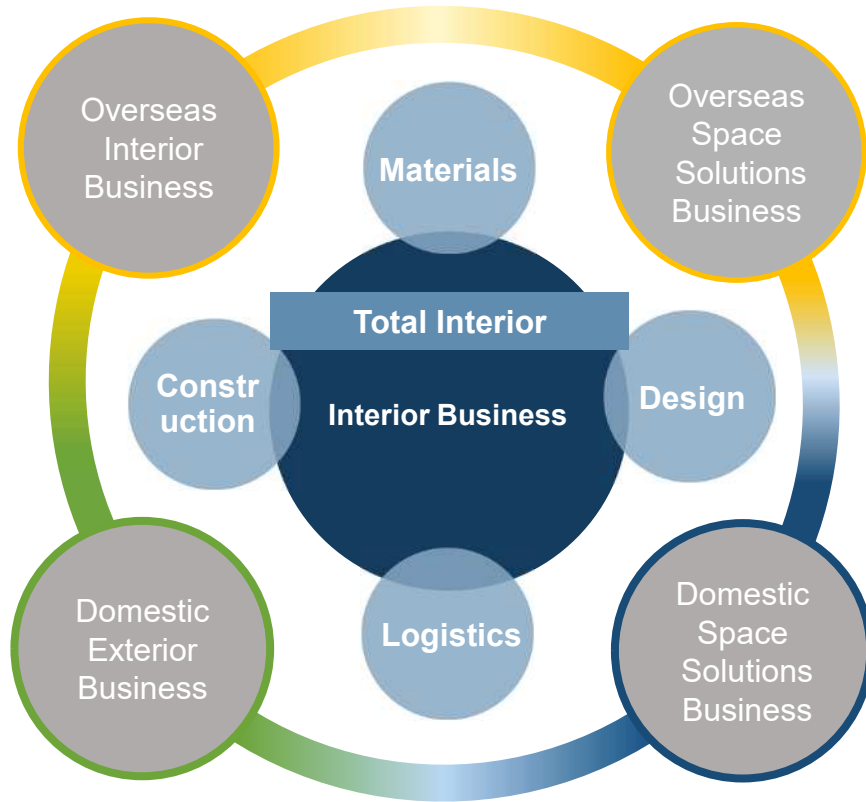 Overseas
Interior
Business
Overseas
Space
Solutions
Business
Materials
Total Interior
Constr
uction
Interior Business
Design
Domestic
Exterior
Business
Logistics
Domestic
Space
Solutions
Business